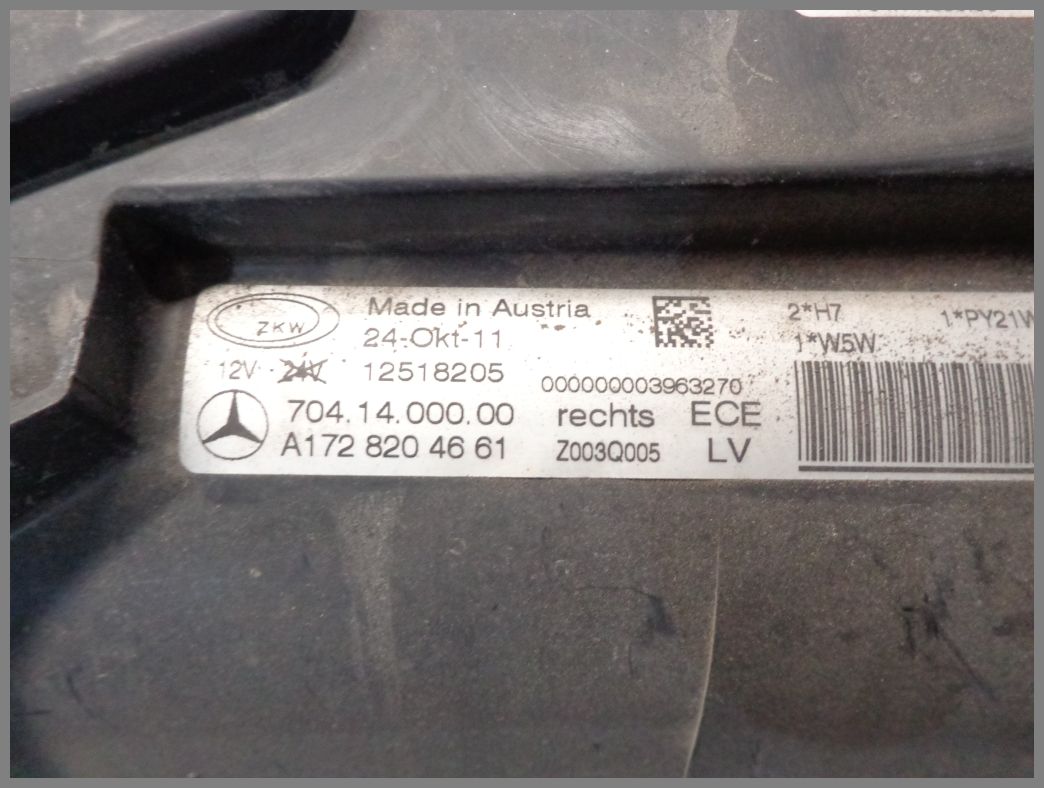 ZKW
Made in Austria
24-Okt-11
12V 24V 12518205
000000003963270
704.14.000.00 rechts ECE
A172 820 46 61 Z003Q005 LV
2*H7 1*PY21W
1*W5W